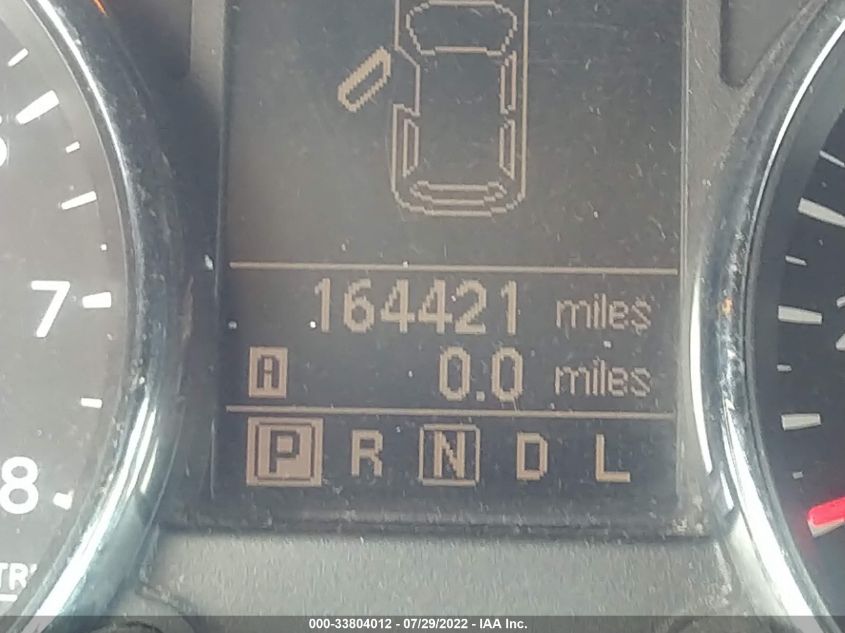 164421 miles
A 0.0 miles
P R N D L
7
8
000-33804012 - 07/29/2022 - IAA Inc.